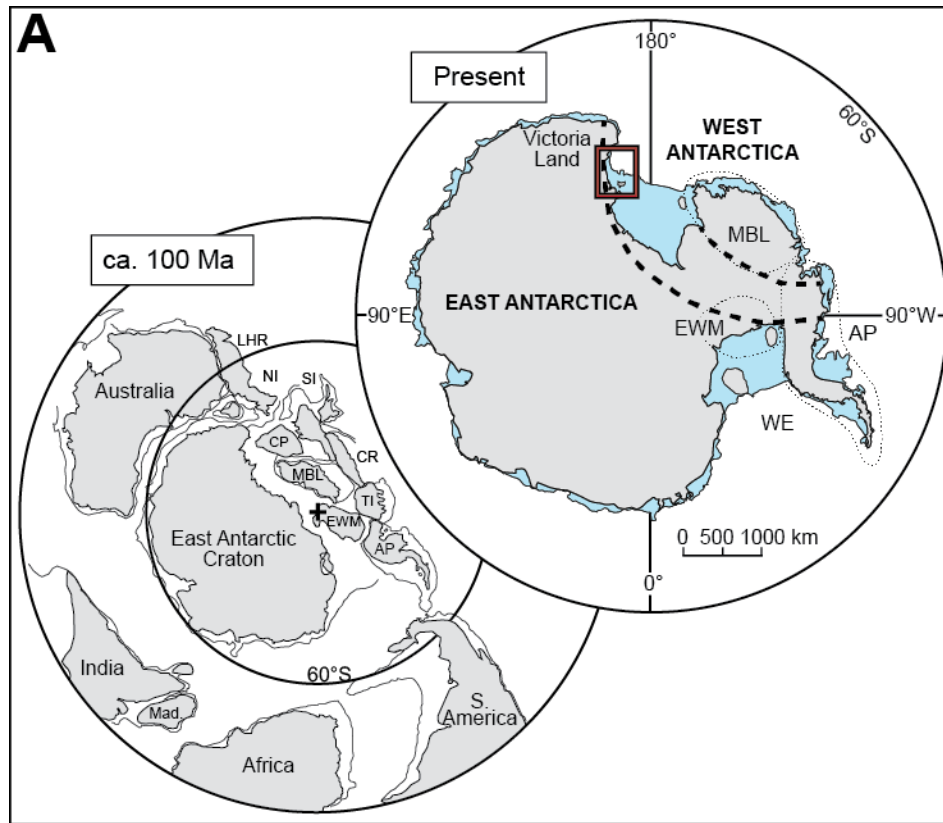 A
Present
180°
60°S
WEST
ANTARCTICA
Victoria
Land
MBL
EAST ANTARCTICA
90°E
90°W
EWM
AP
WE
0 500 1000 km
0°
ca. 100 Ma
LHR
NI
SI
Australia
CP
CR
MBL
TI
EWM
East Antarctic
Craton
AP
60°S
India
Mad.
S.
America
Africa